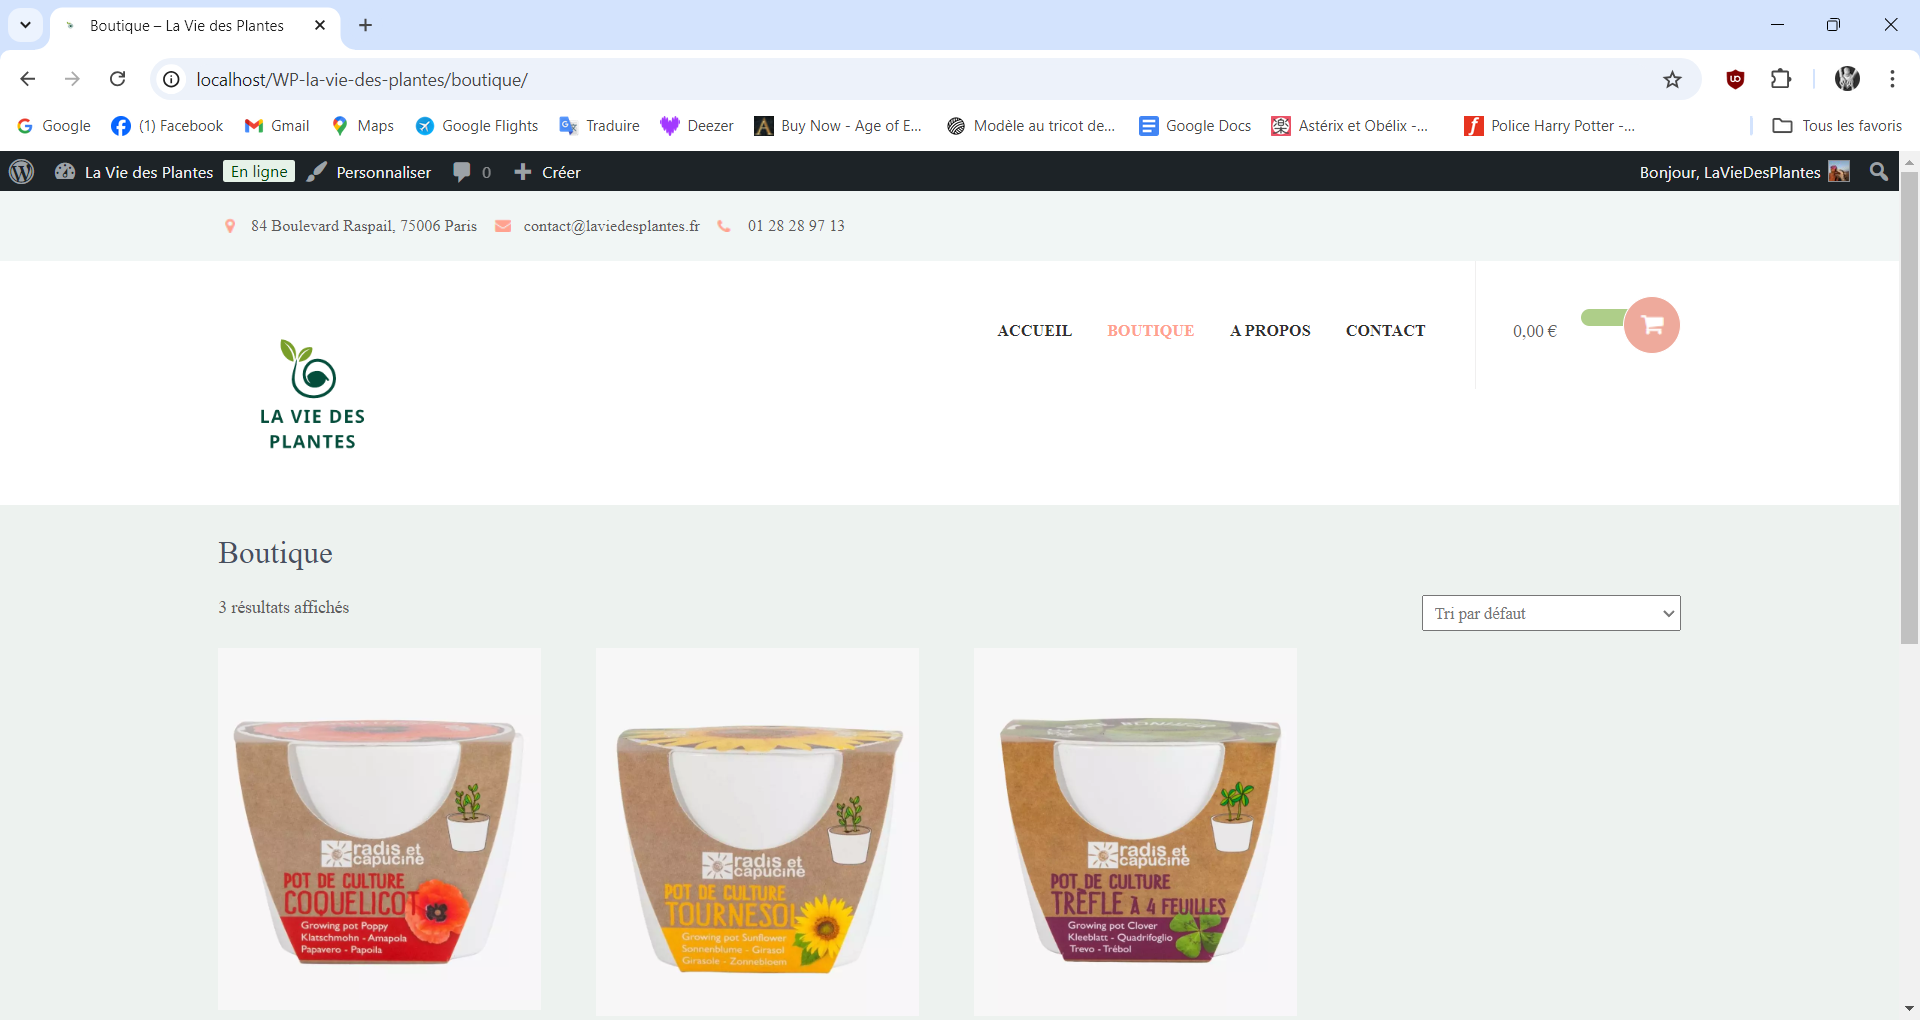 Boutique – La Vie des Plantes
localhost/WP-la-vie-des-plantes/boutique/
Google (1) Facebook Gmail Maps Google Flights Traduire Deezer Buy Now - Age of E... Modèle au tricot de... Google Docs Astérix et Obélix -... Police Harry Potter -... Tous les favoris
La Vie des Plantes En ligne Personnaliser 0 Créer Bonjour, LaVieDesPlantes
84 Boulevard Raspail, 75006 Paris contact@laviedesplantes.fr 01 28 28 97 13
ACCUEIL BOUTIQUE A PROPOS CONTACT 0,00 €
LA VIE DES
PLANTES
Boutique
3 résultats affichés
Tri par défaut
radis et
capucine
POT DE CULTURE
COQUELICOT
Growing pot Poppy
Klatschmohn - Amapola
Papavero - Papoila
radis et
capucine
POT DE CULTURE
TOURNESOL
Growing pot Sunflower
Sonnenblume - Girasol
Girasole - Zonnebloem
radis et
capucine
POT DE CULTURE
TRÈFLE À 4 FEUILLES
Growing pot Clover
Kleeblatt - Quadrifoglio
Trevo - Trébol